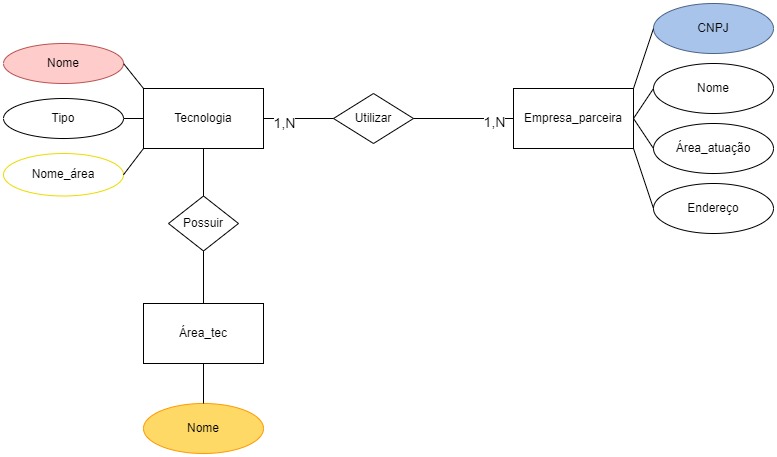 CNPJ
Nome
Nome
Tipo
Tecnologia
1,N
Utilizar
1,N
Empresa_parceira
Nome_área
Área_atuação
Endereço
Possuir
Área_tec
Nome